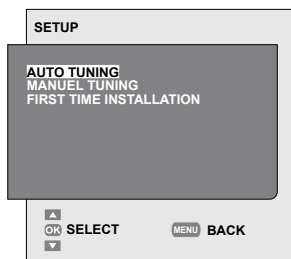 SETUP
AUTO TUNING
MANUEL TUNING
FIRST TIME INSTALLATION
OK SELECT MENU BACK